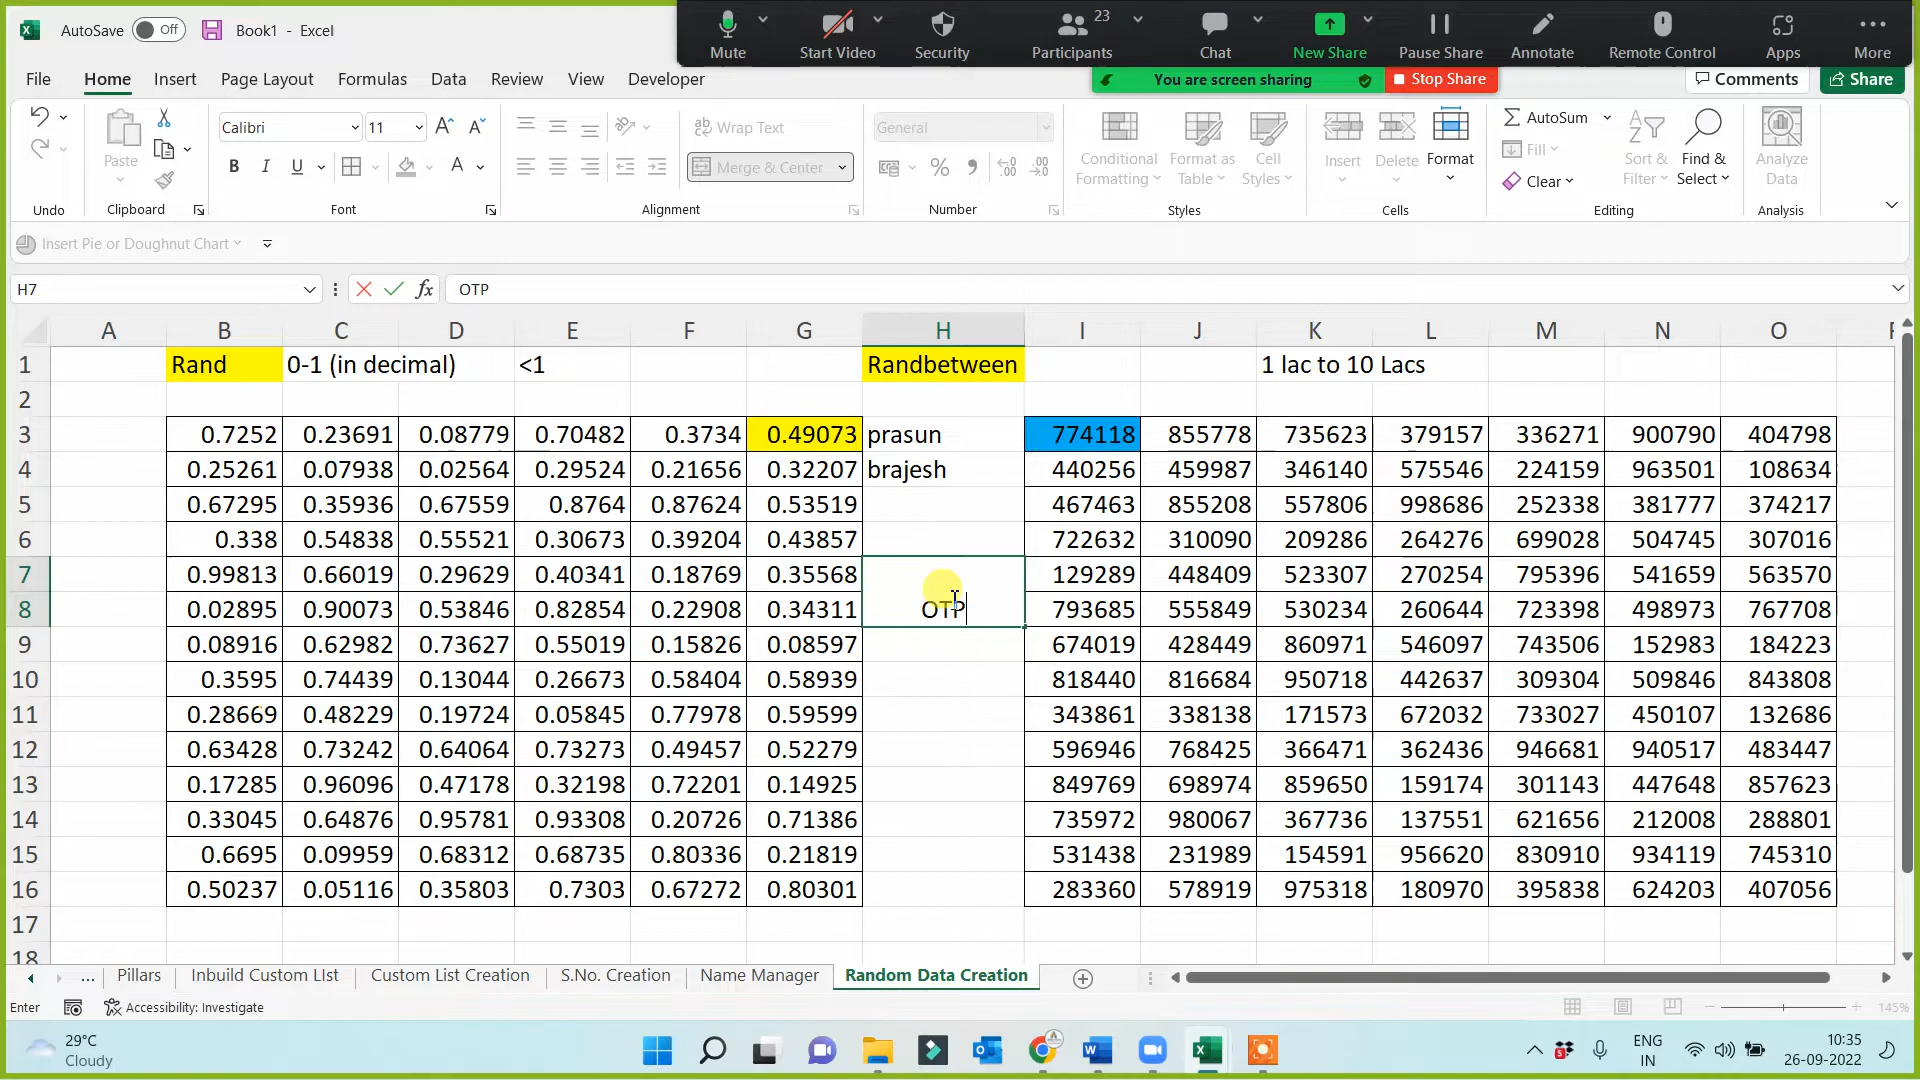 AutoSave Off Book1 - Excel
Mute Start Video Security Participants 23 Chat New Share Pause Share Annotate Remote Control Apps More
You are screen sharing Stop Share
File Home Insert Page Layout Formulas Data Review View Developer Comments Share
Paste Calibri 11 B I U A Wrap Text Merge & Center General
Conditional Formatting Format as Table Cell Styles Insert Delete Format
AutoSum Fill Clear Sort & Filter Find & Select Analyze Data
Undo Clipboard Font Alignment Number Styles Cells Editing Analysis
Insert Pie or Doughnut Chart
H7 fx OTP
A B C D E F G H I J K L M N O
1 Rand 0-1 (in decimal) <1 Randbetween 1 lac to 10 Lacs
2
3 0.7252 0.23691 0.08779 0.70482 0.3734 0.49073 prasun 774118 855778 735623 379157 336271 900790 404798
4 0.25261 0.07938 0.02564 0.29524 0.21656 0.32207 brajesh 440256 459987 346140 575546 224159 963501 108634
5 0.67295 0.35936 0.67559 0.8764 0.87624 0.53519 467463 855208 557806 998686 252338 381777 374217
6 0.338 0.54838 0.55521 0.30673 0.39204 0.43857 722632 310090 209286 264276 699028 504745 307016
7 0.99813 0.66019 0.29629 0.40341 0.18769 0.35568 129289 448409 523307 270254 795396 541659 563570
8 0.02895 0.90073 0.53846 0.82854 0.22908 0.34311 OTP 793685 555849 530234 260644 723398 498973 767708
9 0.08916 0.62982 0.73627 0.55019 0.15826 0.08597 674019 428449 860971 546097 743506 152983 184223
10 0.3595 0.74439 0.13044 0.26673 0.58404 0.58939 818440 816684 950718 442637 309304 509846 843808
11 0.28669 0.48229 0.19724 0.05845 0.77978 0.59599 343861 338138 171573 672032 733027 450107 132686
12 0.63428 0.73242 0.64064 0.73273 0.49457 0.52279 596946 768425 366471 362436 946681 940517 483447
13 0.17285 0.96096 0.47178 0.32198 0.72201 0.14925 849769 698974 859650 159174 301143 447648 857623
14 0.33045 0.64876 0.95781 0.93308 0.20726 0.71386 735972 980067 367736 137551 621656 212008 288801
15 0.6695 0.09959 0.68312 0.68735 0.80336 0.21819 531438 231989 154591 956620 830910 934119 745310
16 0.50237 0.05116 0.35803 0.7303 0.67272 0.80301 283360 578919 975318 180970 395838 624203 407056
17
18
... Pillars Inbuild Custom LIst Custom List Creation S.No. Creation Name Manager Random Data Creation
Enter Accessibility: Investigate 145%
29°C ENG 10:35
Cloudy IN 26-09-2022